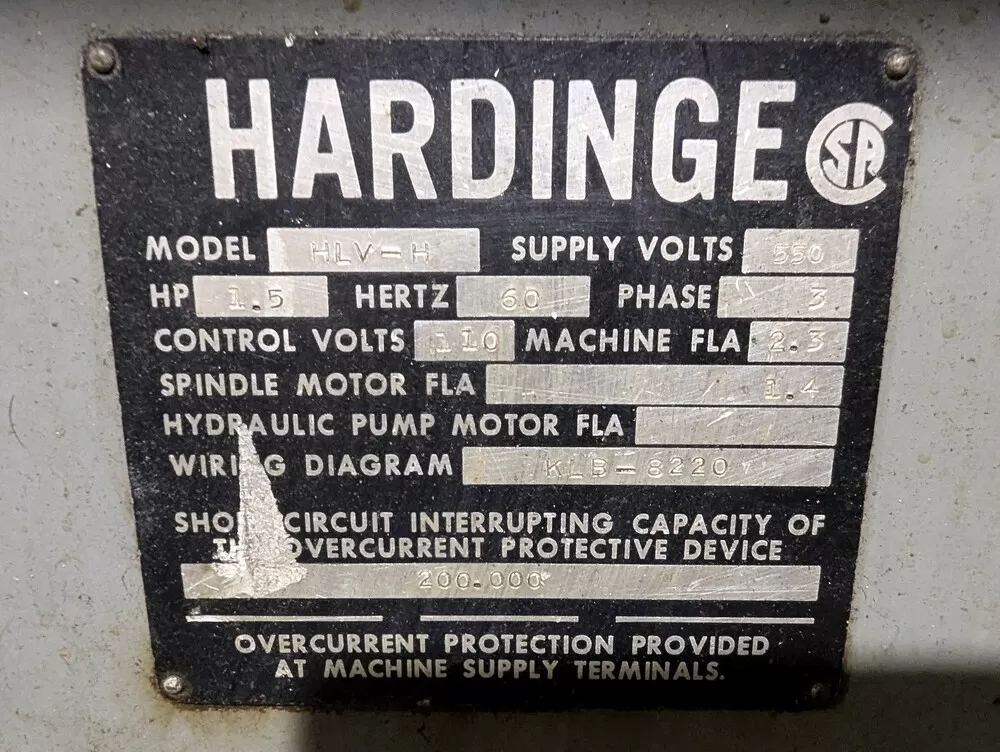 HARDINGE CSA
MODEL HLV-H SUPPLY VOLTS 550
HP 1.5 HERTZ 60 PHASE 3
CONTROL VOLTS 110 MACHINE FLA 2.3
SPINDLE MOTOR FLA 1.4
HYDRAULIC PUMP MOTOR FLA
WIRING DIAGRAM KLB-8220
SHORT CIRCUIT INTERRUPTING CAPACITY OF
THE OVERCURRENT PROTECTIVE DEVICE
200.000
OVERCURRENT PROTECTION PROVIDED
AT MACHINE SUPPLY TERMINALS.